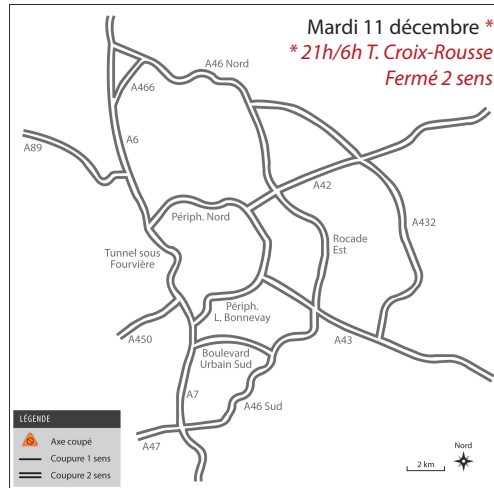 Mardi 11 décembre *
* 21h/6h T. Croix-Rousse
Fermé 2 sens
A46 Nord
A466
A6
A89
A42
Périph. Nord
A432
Tunnel sous
Fourvière
Rocade
Est
Périph.
L. Bonnevay
A450
A43
Boulevard
Urbain Sud
A7
A46 Sud
A47
LÉGENDE
Axe coupé
Coupure 1 sens
Coupure 2 sens
Nord
2 km